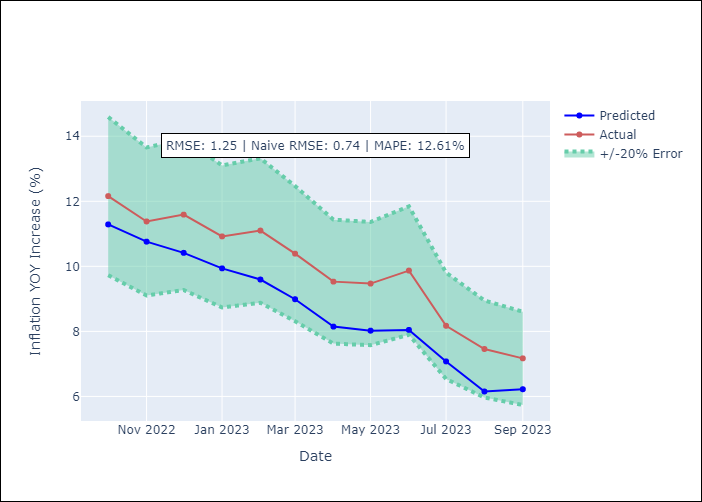 RMSE: 1.25 | Naive RMSE: 0.74 | MAPE: 12.61%
Predicted
Actual
+/-20% Error
Inflation YOY Increase (%)
14
12
10
8
6
Nov 2022 Jan 2023 Mar 2023 May 2023 Jul 2023 Sep 2023
Date